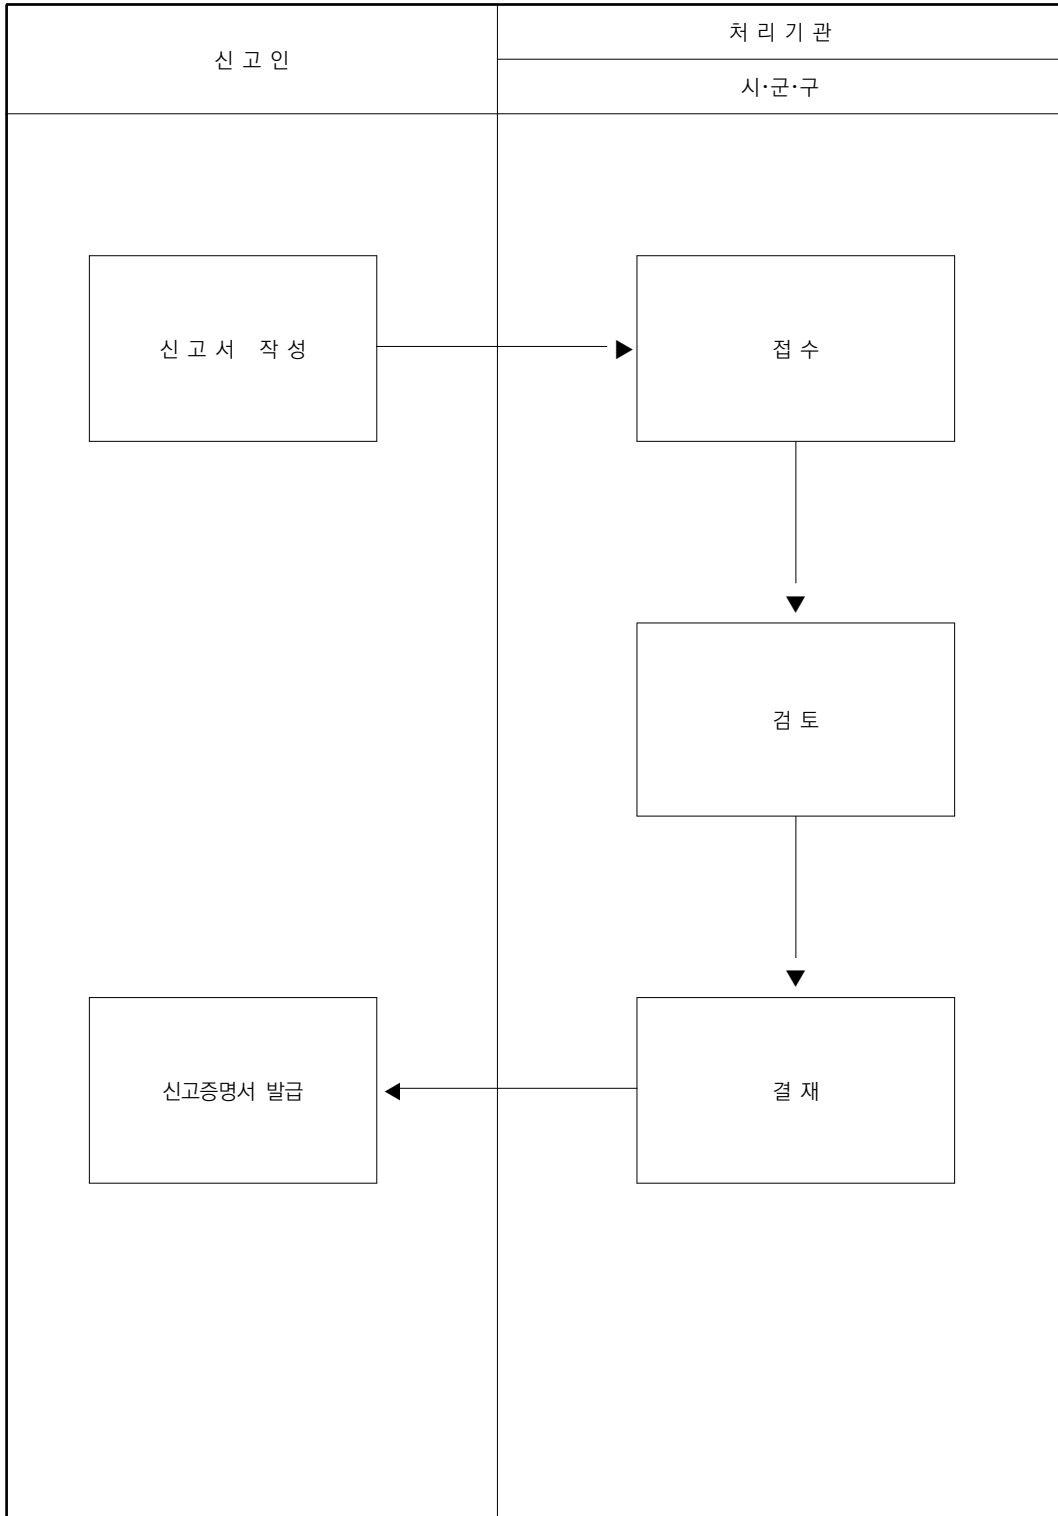 신 고 인
처 리 기 관
시·군·구
신 고 서 작 성
접 수
검 토
신고증명서 발급
결 재